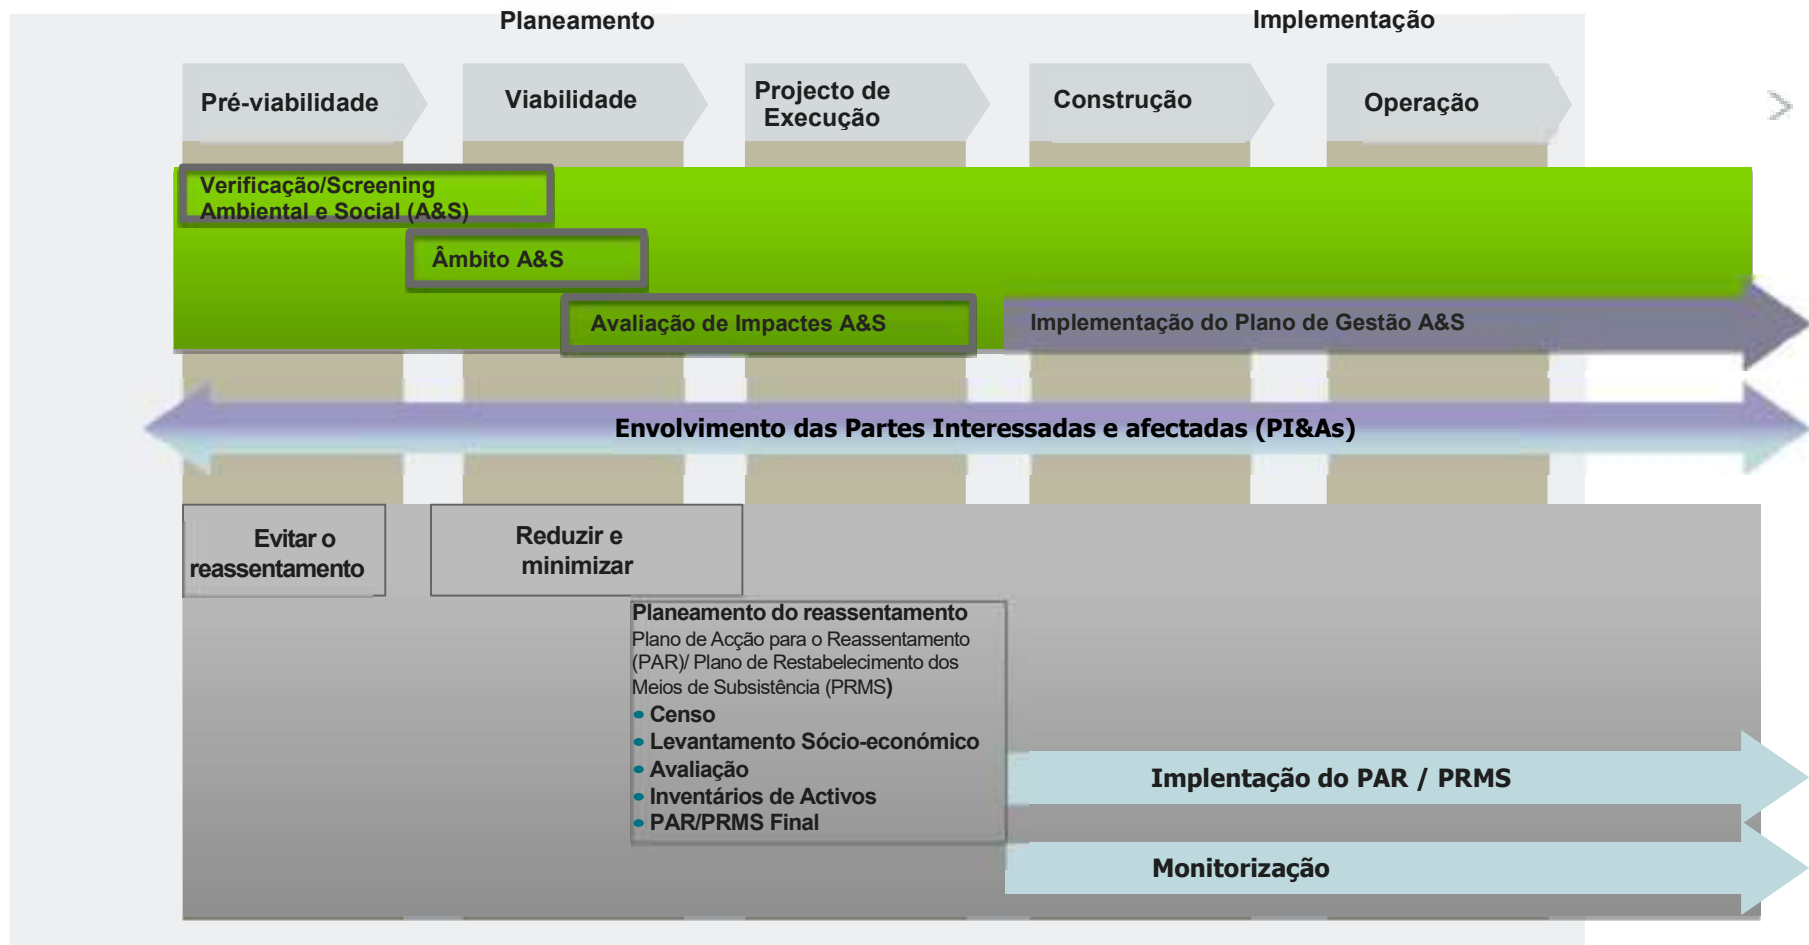 Planeamento
Implementação
Pré-viabilidade
Viabilidade
Projecto de
Execução
Construção
Operação
Verificação/Screening
Ambiental e Social (A&S)
Âmbito A&S
Avaliação de Impactes A&S
Implementação do Plano de Gestão A&S
Envolvimento das Partes Interessadas e afectadas (PI&As)
Evitar o
reassentamento
Reduzir e
minimizar
Planeamento do reassentamento
Plano de Acção para o Reassentamento
(PAR)/ Plano de Restabelecimento dos
Meios de Subsistência (PRMS)
• Censo
• Levantamento Sócio-económico
• Avaliação
• Inventários de Activos
• PAR/PRMS Final
Implentação do PAR / PRMS
Monitorização